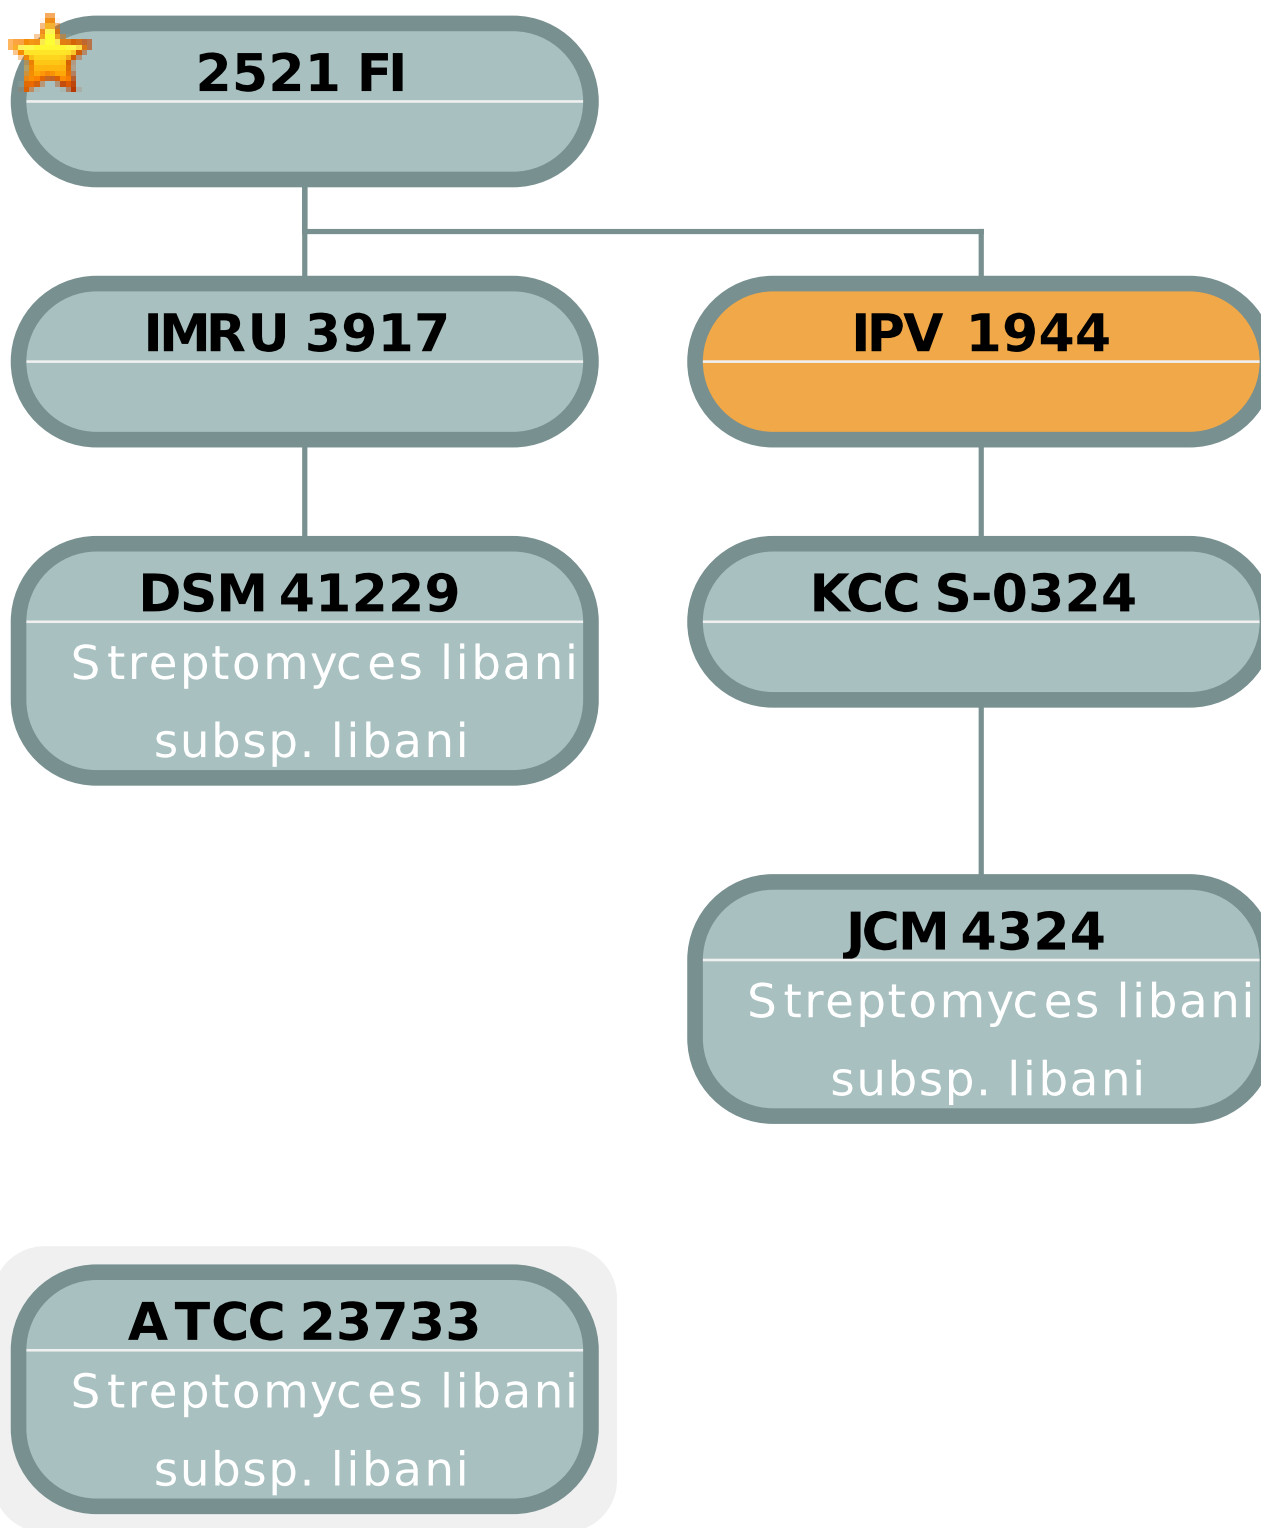 2521 FI
IMRU 3917
IPV 1944
DSM 41229
Streptomyces libani
subsp. libani
KCC S-0324
JCM 4324
Streptomyces libani
subsp. libani
ATCC 23733
Streptomyces libani
subsp. libani